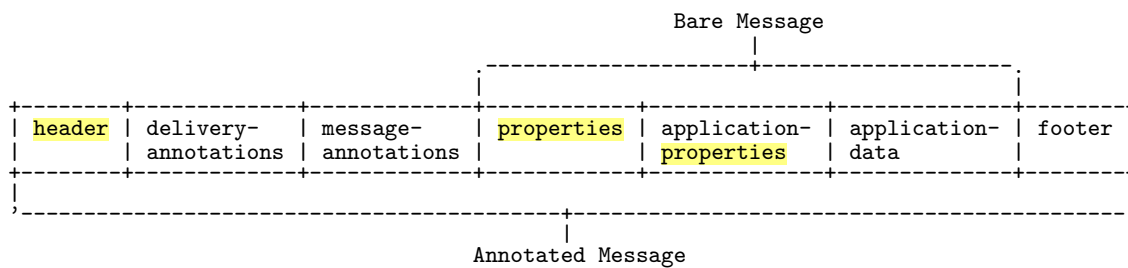 Bare Message
header | delivery- | message- | properties | application- | application- | footer
annotations | annotations | properties | data
Annotated Message